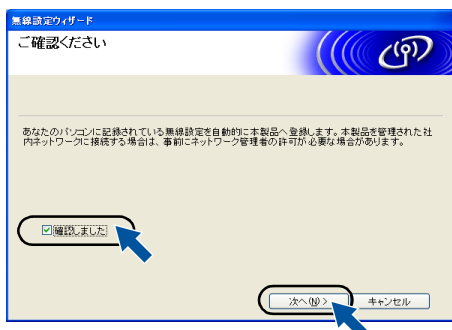 無線設定ウィザード
ご確認ください
あなたのパソコンに記録されている無線設定を自動的に本製品へ登録します。本製品を管理された社
内ネットワークに接続する場合は、事前にネットワーク管理者の許可が必要な場合があります。
確認しました
次へ(N) >
キャンセル